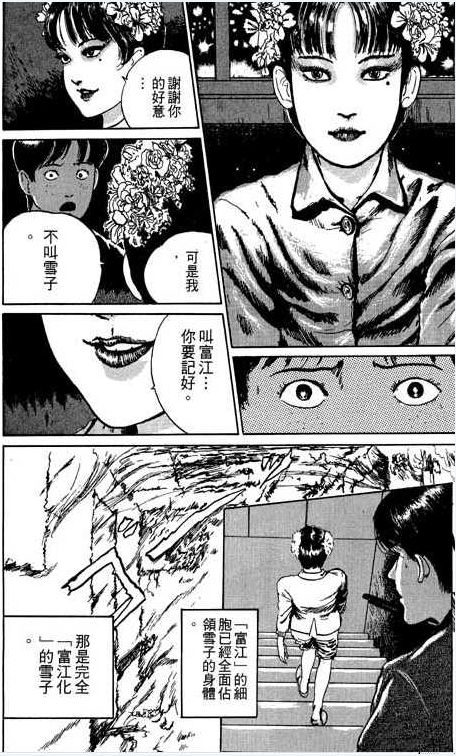 謝謝你
的好意
…
可是我
不叫雪子
。
叫富江…
你要記好。
「富江」的細
胞已經全面佔
領雪子的身體
。
那是完全
「富江化
」的雪子
。